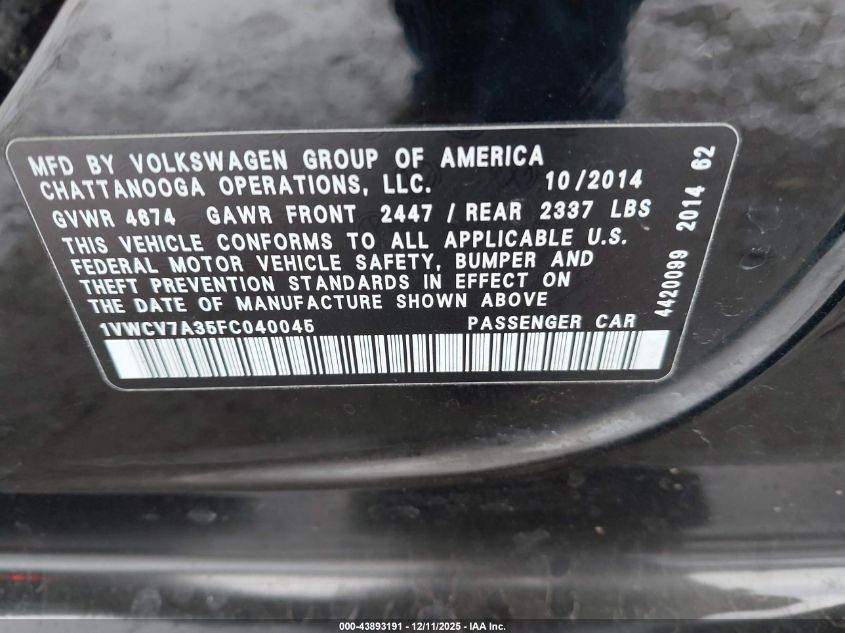 MFD BY VOLKSWAGEN GROUP OF AMERICA
CHATTANOOGA OPERATIONS, LLC. 10/2014
GVWR 4674 GAWR FRONT 2447 / REAR 2337 LBS
THIS VEHICLE CONFORMS TO ALL APPLICABLE U.S.
FEDERAL MOTOR VEHICLE SAFETY, BUMPER AND
THEFT PREVENTION STANDARDS IN EFFECT ON
THE DATE OF MANUFACTURE SHOWN ABOVE
1VWCV7A35FC040045 PASSENGER CAR
4420099 2014 62
000-43893191 - 12/11/2025 - IAA Inc.